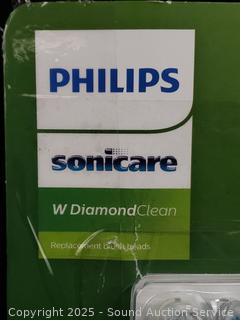 PHILIPS
sonicare
W DiamondClean
Replacement brush heads
Copyright 2025 - Sound Auction Service